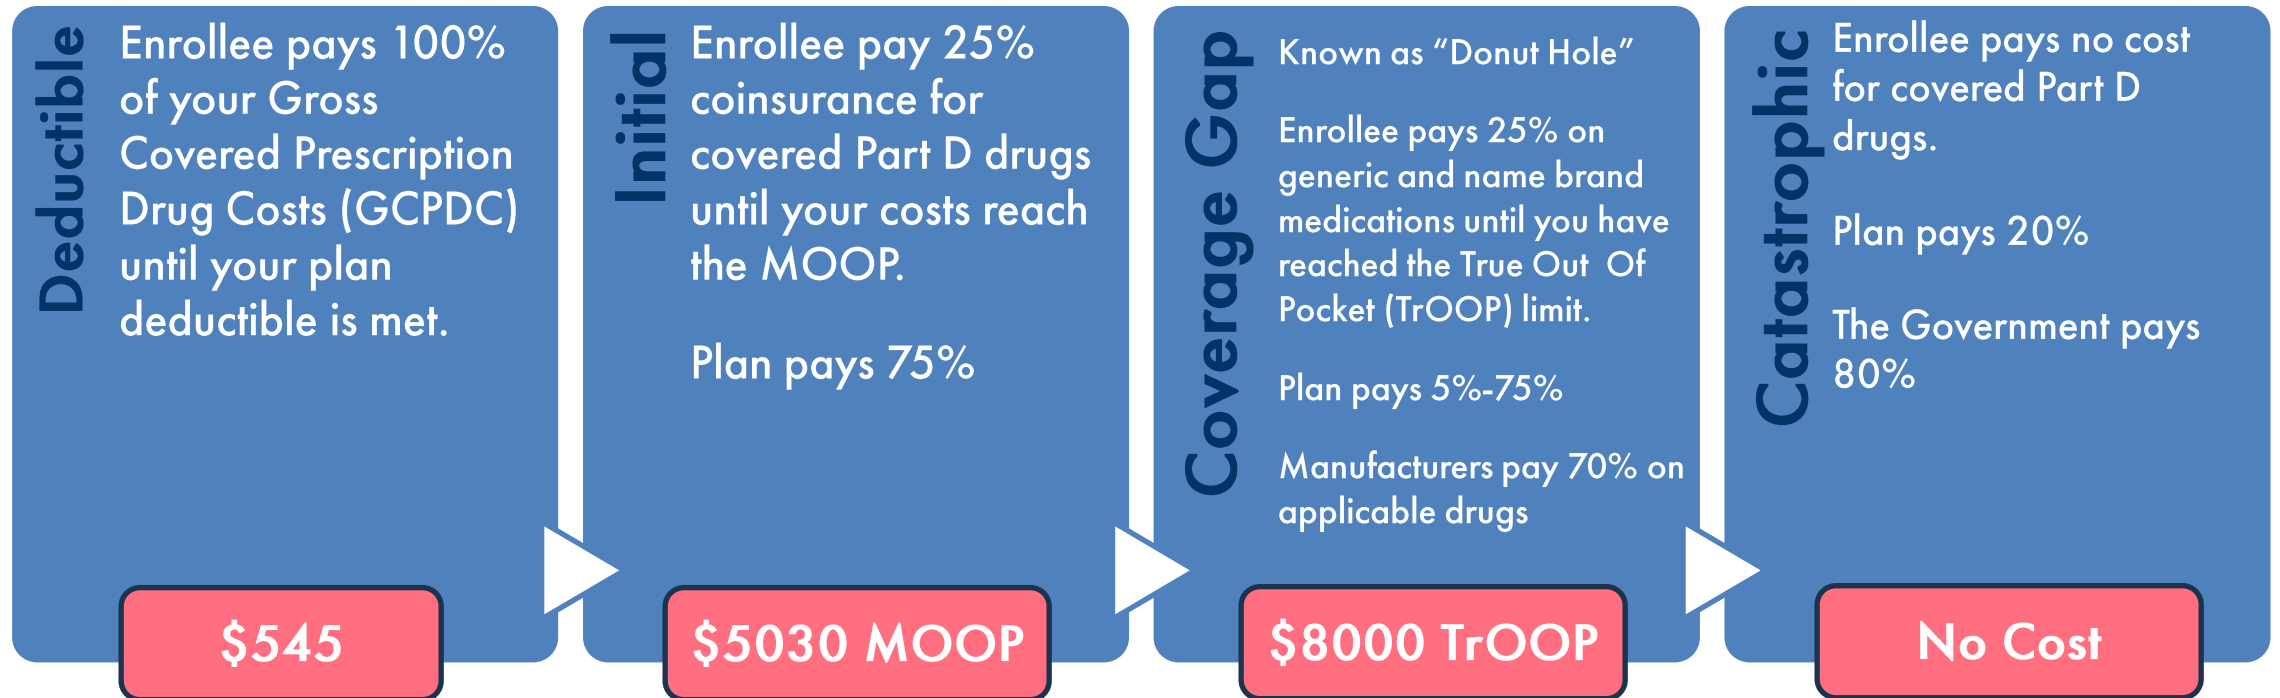 Deductible
Enrollee pays 100%
of your Gross
Covered Prescription
Drug Costs (GCPDC)
until your plan
deductible is met.
$545
Initial
Enrollee pay 25%
coinsurance for
covered Part D drugs
until your costs reach
the MOOP.
Plan pays 75%
$5030 MOOP
Coverage Gap
Known as “Donut Hole”
Enrollee pays 25% on
generic and name brand
medications until you have
reached the True Out  Of
Pocket (TrOOP) limit.
Plan pays 5%-75%
Manufacturers pay 70% on
applicable drugs
$8000 TrOOP
Catastrophic
Enrollee pays no cost
for covered Part D
drugs.
Plan pays 20%
The Government pays
80%
No Cost